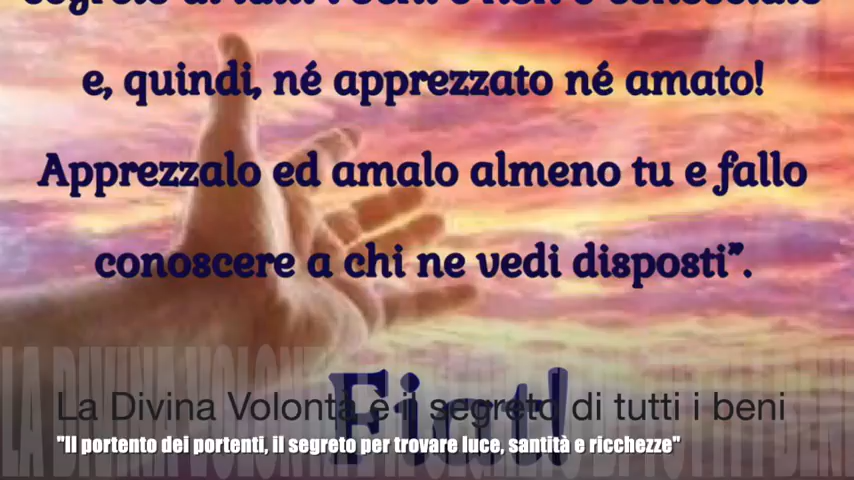 segreto di tutti i beni e non è conosciuto
e, quindi, né apprezzato né amato!
Apprezzalo ed amalo almeno tu e fallo
conoscere a chi ne vedi disposti”.
Fiat!
La Divina Volontà è il segreto di tutti i beni
"Il portento dei portenti, il segreto per trovare luce, santità e ricchezze"
LA DIVINA VOLONTÀ È IL SEGRETO DI TUTTI I BENI